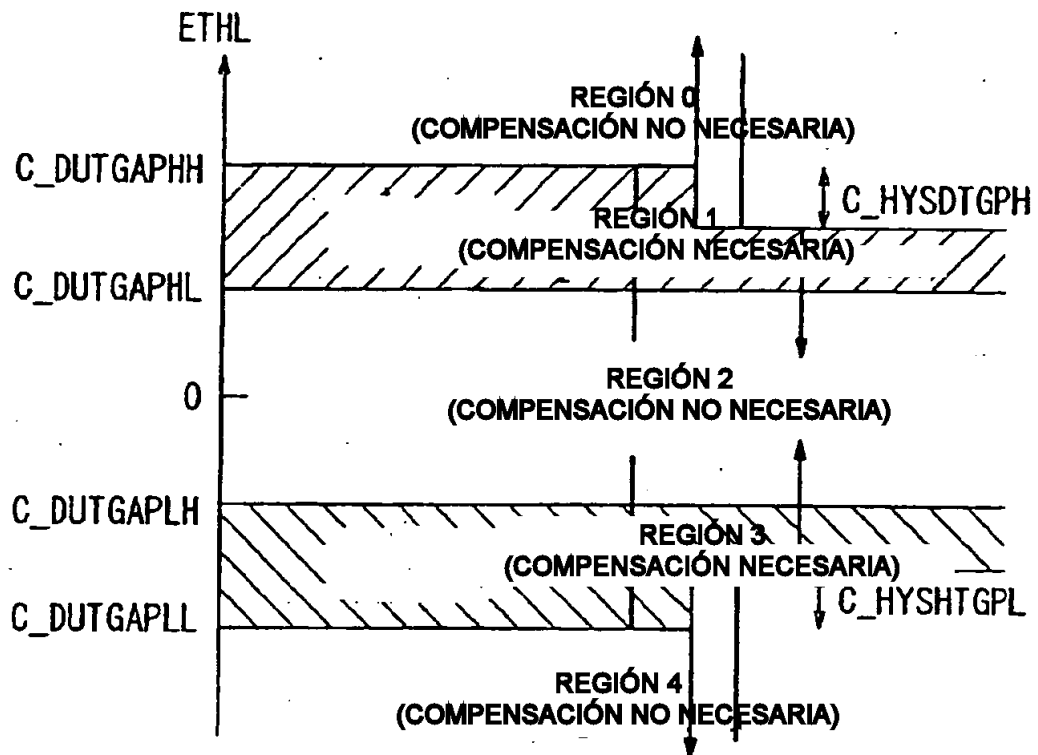 ETHL
REGIÓN 0
(COMPENSACIÓN NO NECESARIA)
C_DUTGAPHH
C_HYSDTGPH
REGIÓN 1
(COMPENSACIÓN NECESARIA)
C_DUTGAPHL
REGIÓN 2
0
(COMPENSACIÓN NO NECESARIA)
C_DUTGAPLH
REGIÓN 3
(COMPENSACIÓN NECESARIA)
C_DUTGAPLL
C_HYSHTGPL
REGIÓN 4
(COMPENSACIÓN NO NECESARIA)